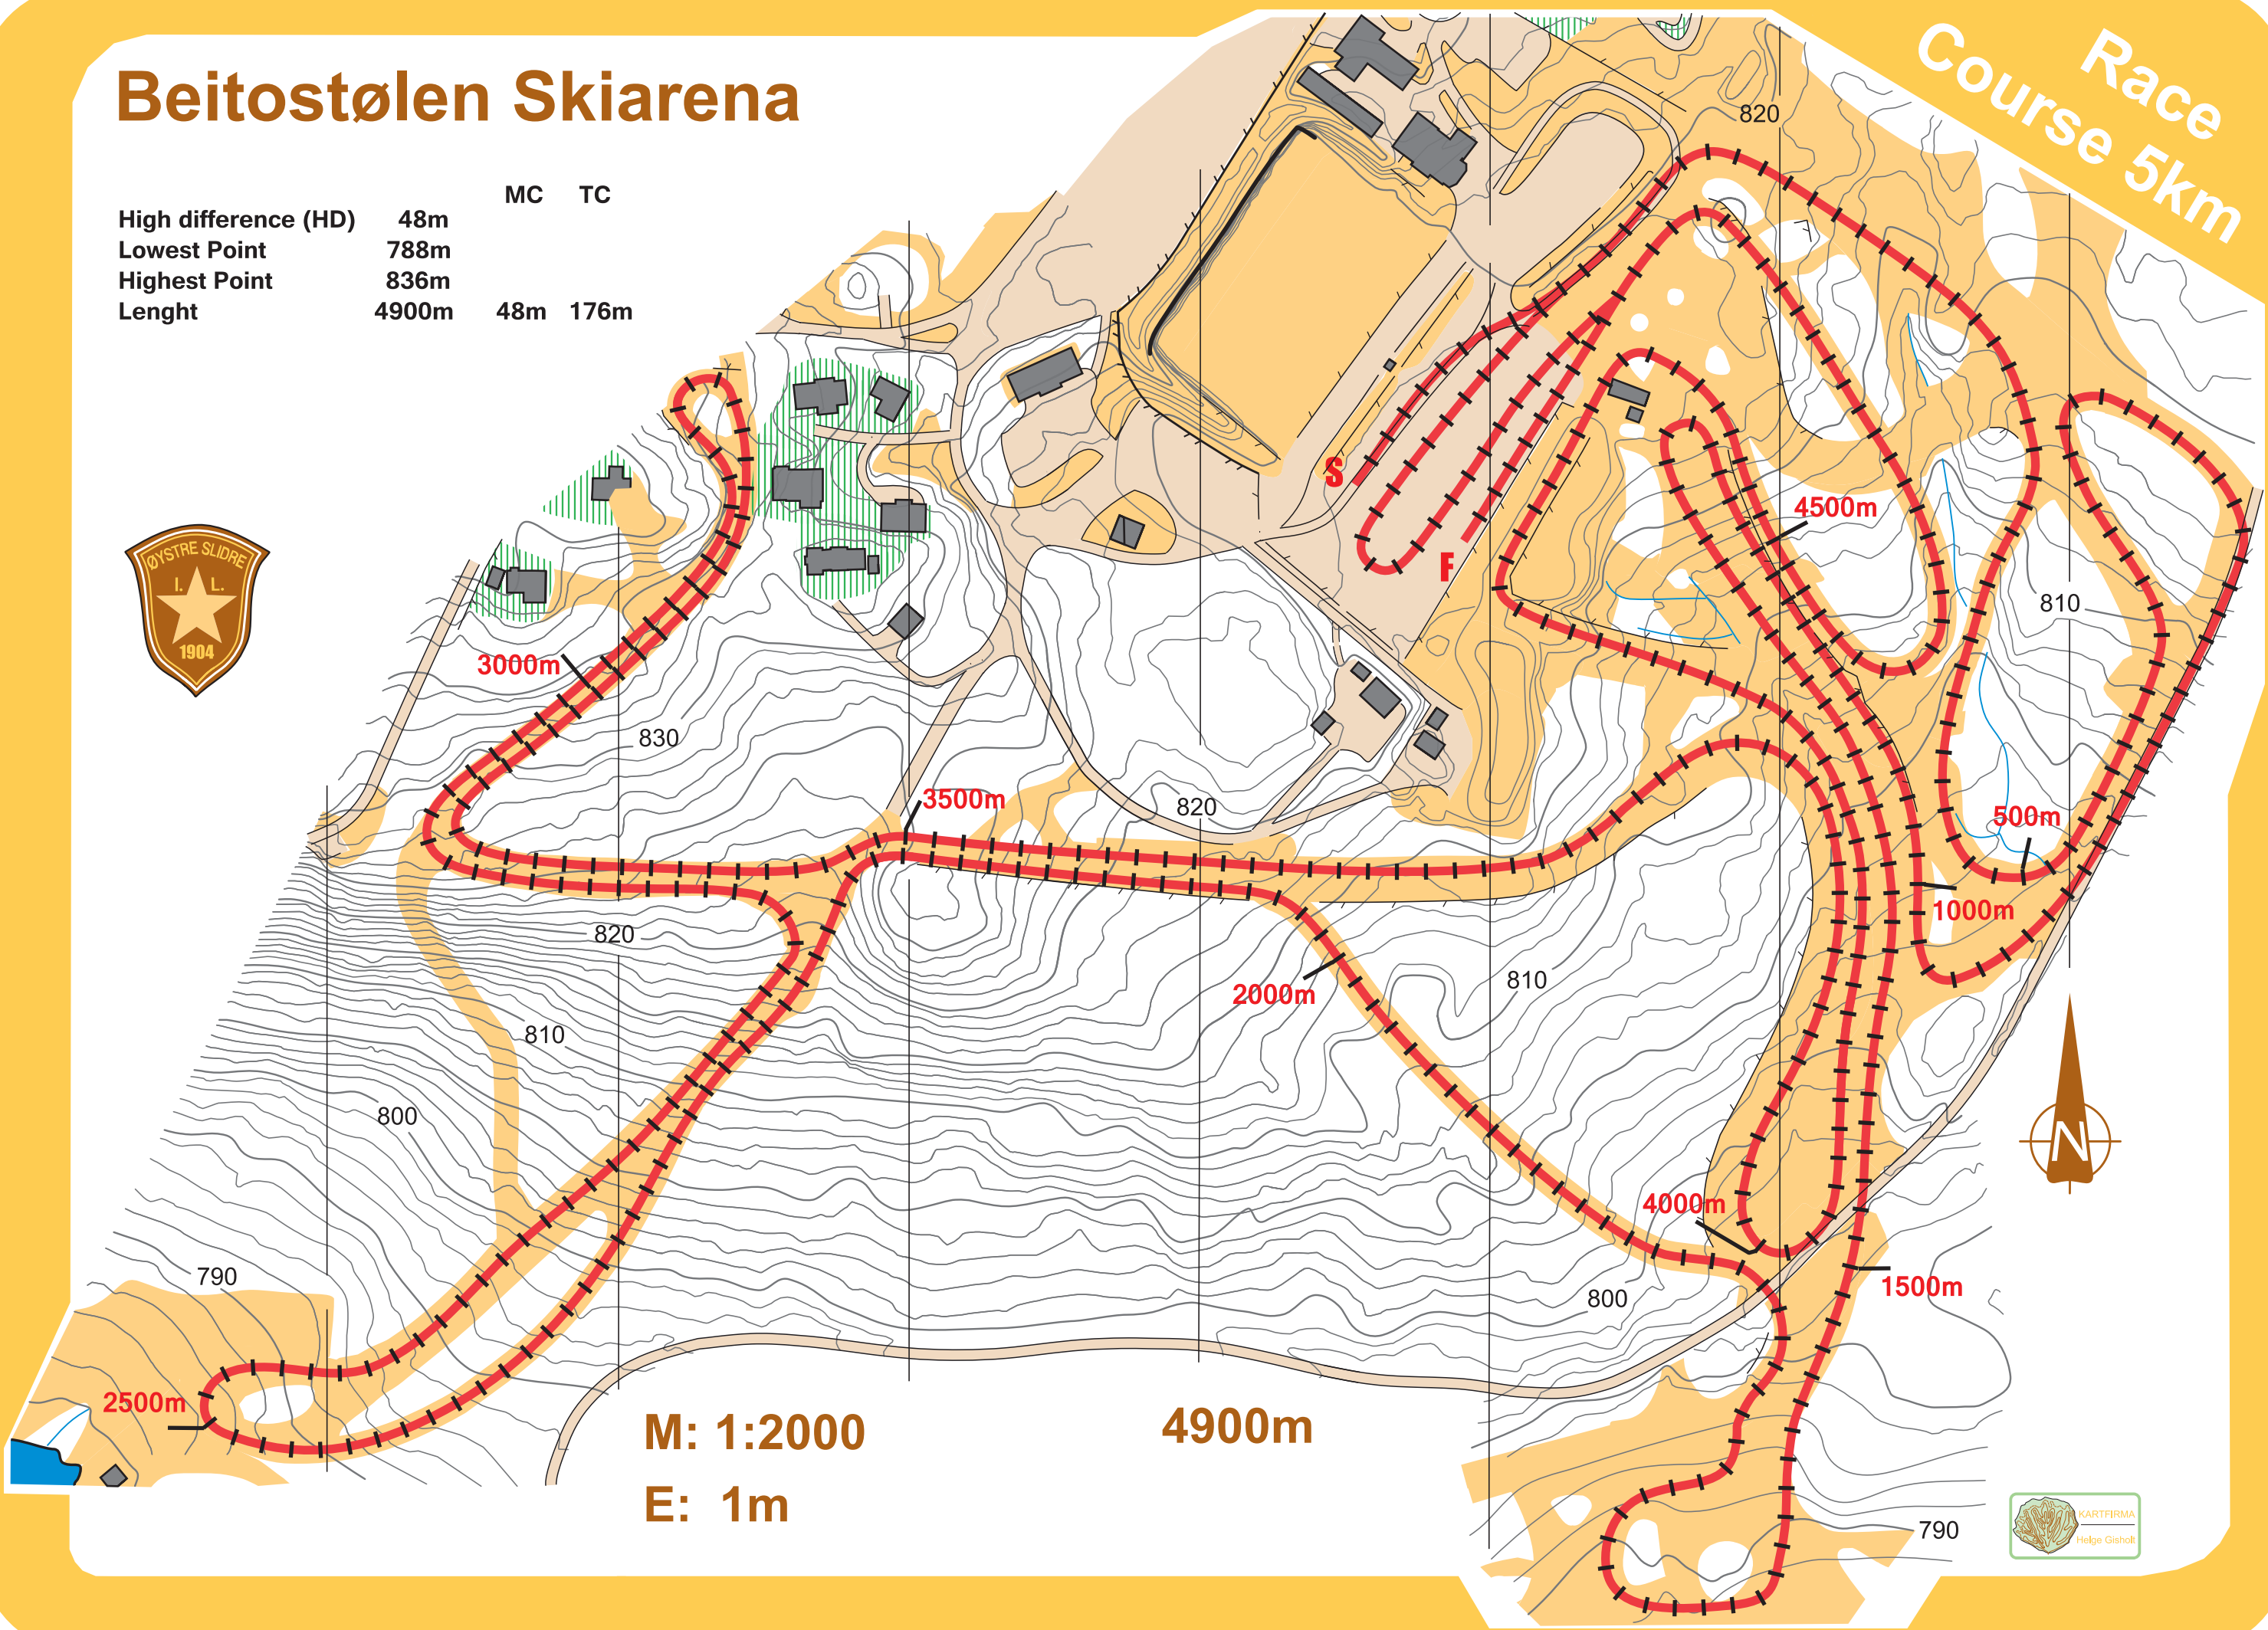 Beitostølen Skiarena
Race
Course 5km
MC TC
High difference (HD) 48m
Lowest Point 788m
Highest Point 836m
Lenght 4900m 48m 176m
820
S
F
4500m
810
ØYSTRE SLIDRE
I. L.
1904
3000m
830
3500m
820
500m
1000m
820
2000m
810
810
800
4000m
790
800
1500m
2500m
M: 1:2000
4900m
E: 1m
N
790
KARTFIRMA
Helge Gisholt